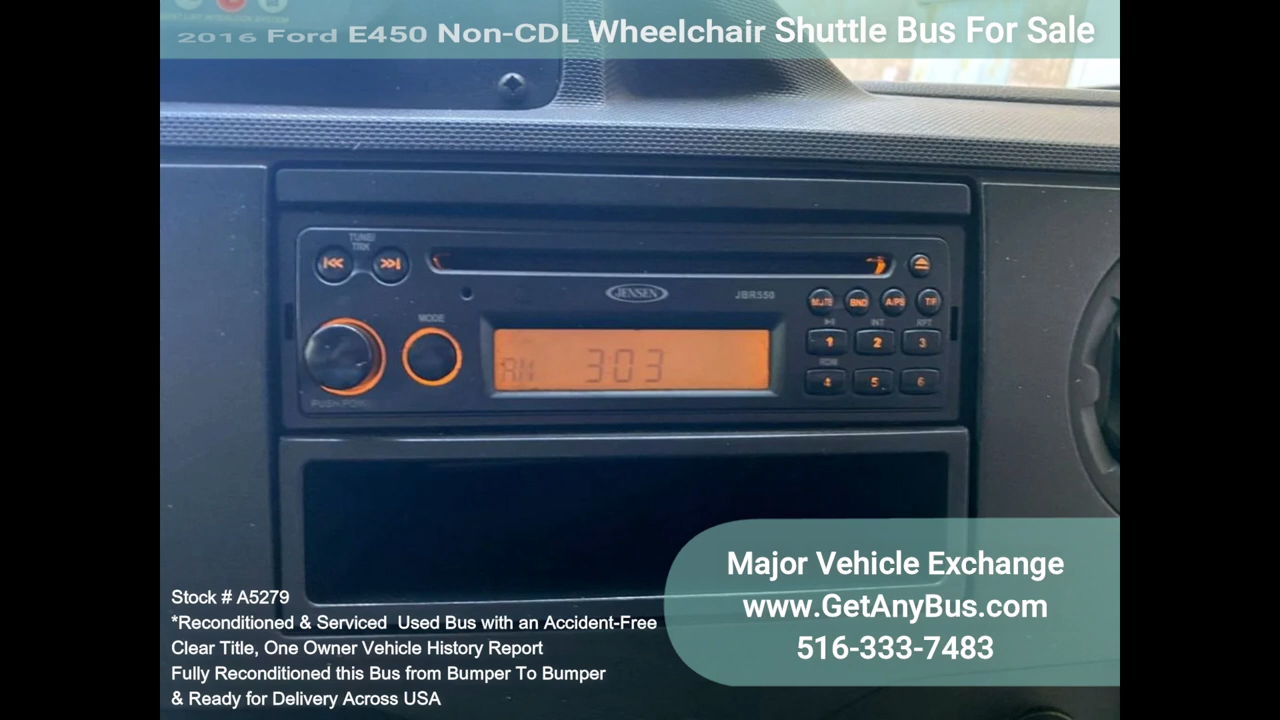 2016 Ford E450 Non-CDL Wheelchair Shuttle Bus For Sale
TUNE/
TRK
JENSEN
JBR550
MUTE BND A/PS T/F
MODE
INT RPT
1 2 3
AM 303
RDM
4 5 6
Major Vehicle Exchange
www.GetAnyBus.com
516-333-7483
Stock # A5279
*Reconditioned & Serviced Used Bus with an Accident-Free
Clear Title, One Owner Vehicle History Report
Fully Reconditioned this Bus from Bumper To Bumper
& Ready for Delivery Across USA